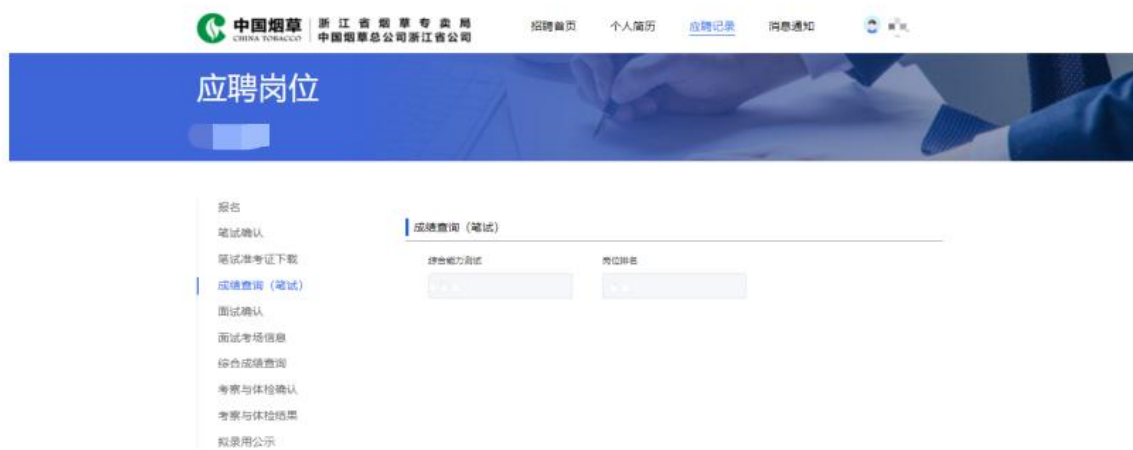 中国烟草
CHINA TOBACCO
浙江省烟草专卖局
中国烟草总公司浙江省公司
招聘首页 个人简历 应聘记录 消息通知
应聘岗位
报名
笔试确认
笔试准考证下载
成绩查询（笔试）
面试确认
面试考场信息
综合成绩查询
考察与体检确认
考察与体检结果
拟录用公示
成绩查询（笔试）
综合能力测试 岗位排名